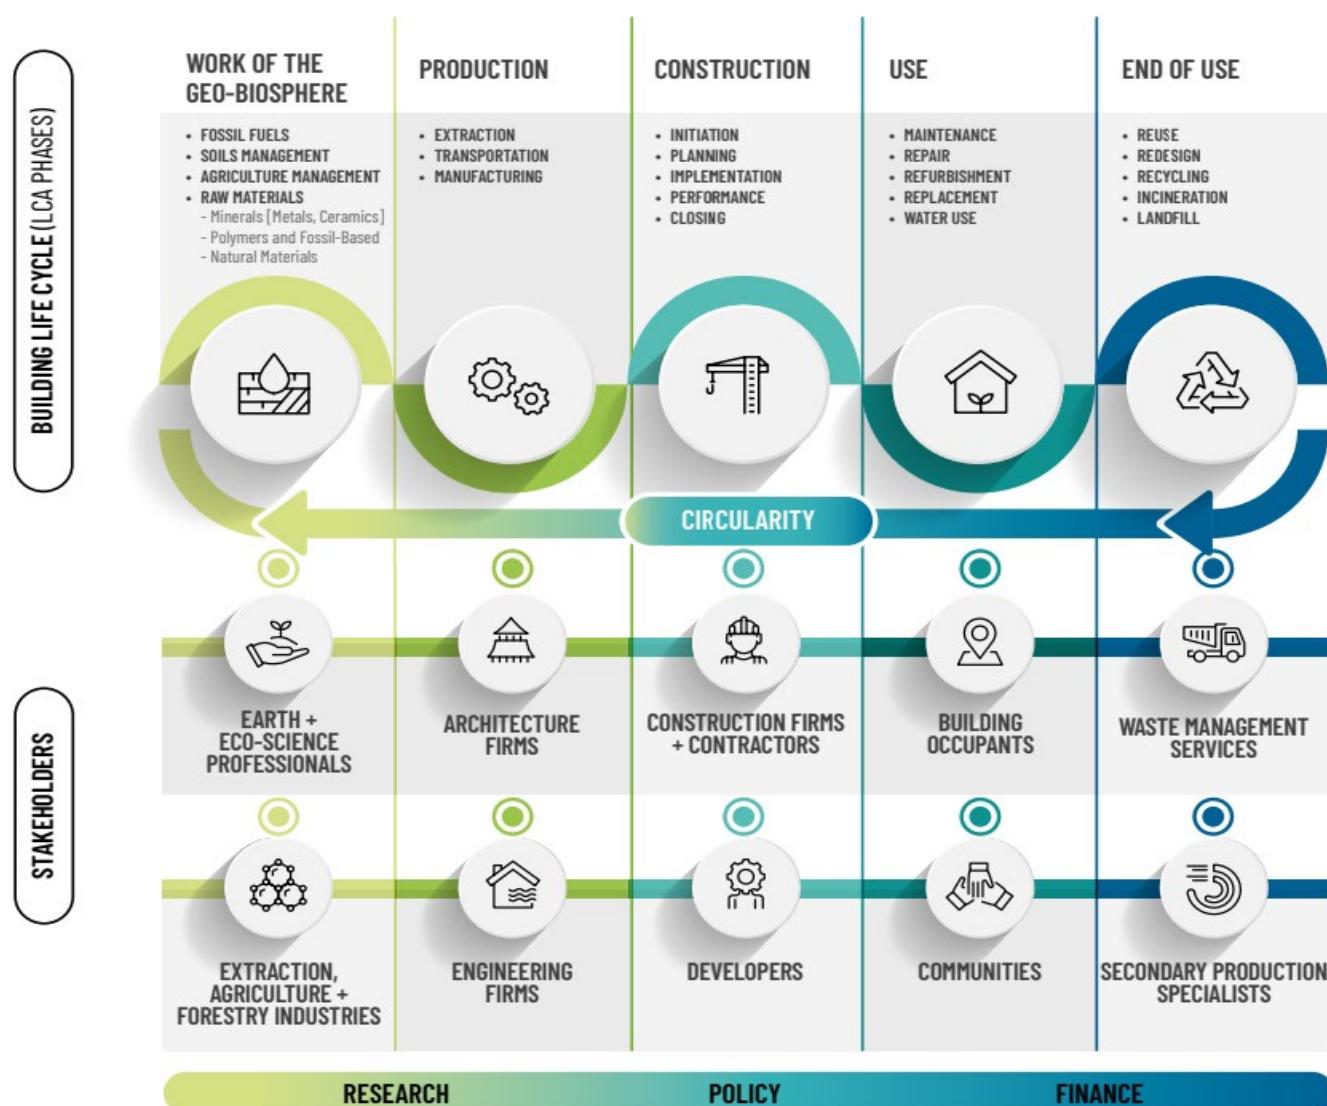 BUILDING LIFE CYCLE (LCA PHASES)
WORK OF THE
GEO-BIOSPHERE
• FOSSIL FUELS
• SOILS MANAGEMENT
• AGRICULTURE MANAGEMENT
• RAW MATERIALS
- Minerals [Metals, Ceramics]
- Polymers and Fossil-Based
- Natural Materials
PRODUCTION
• EXTRACTION
• TRANSPORTATION
• MANUFACTURING
CONSTRUCTION
• INITIATION
• PLANNING
• IMPLEMENTATION
• PERFORMANCE
• CLOSING
USE
• MAINTENANCE
• REPAIR
• REFURBISHMENT
• REPLACEMENT
• WATER USE
END OF USE
• REUSE
• REDESIGN
• RECYCLING
• INCINERATION
• LANDFILL
CIRCULARITY
STAKEHOLDERS
EARTH +
ECO-SCIENCE
PROFESSIONALS
ARCHITECTURE
FIRMS
CONSTRUCTION FIRMS
+ CONTRACTORS
BUILDING
OCCUPANTS
WASTE MANAGEMENT
SERVICES
EXTRACTION,
AGRICULTURE +
FORESTRY INDUSTRIES
ENGINEERING
FIRMS
DEVELOPERS
COMMUNITIES
SECONDARY PRODUCTION
SPECIALISTS
RESEARCH
POLICY
FINANCE